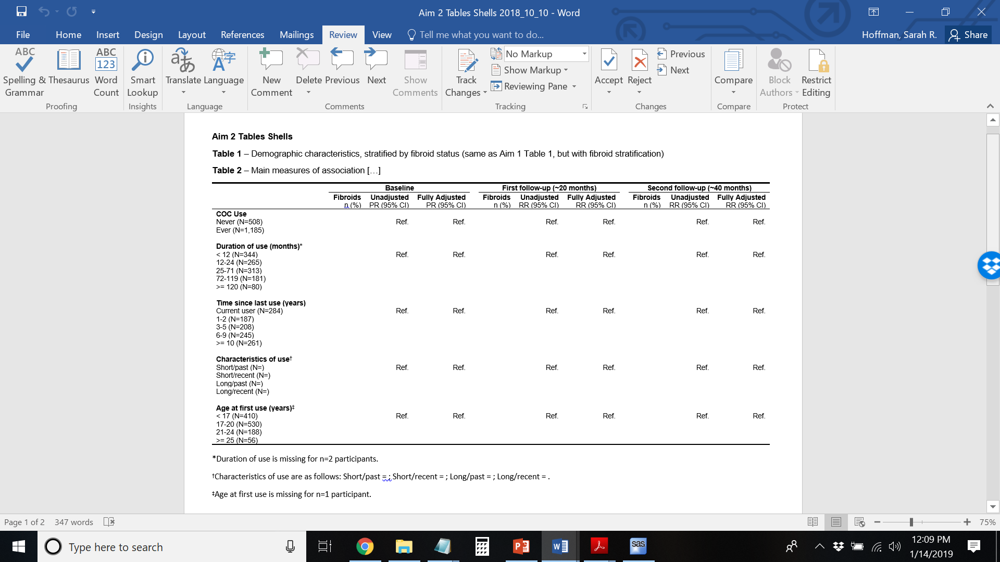 Aim 2 Tables Shells 2018_10_10 - Word
File Home Insert Design Layout References Mailings Review View Tell me what you want to do... Hoffman, Sarah R. Share
ABC Spelling & Grammar Thesaurus ABC 123 Word Count Proofing
Smart Lookup Insights
Translate Language Language
New Comment Delete Previous Next Show Comments Comments
Track Changes No Markup Show Markup Reviewing Pane Tracking
Accept Reject Previous Next Changes
Compare Compare
Block Authors Restrict Editing Protect
Aim 2 Tables Shells
Table 1 – Demographic characteristics, stratified by fibroid status (same as Aim 1 Table 1, but with fibroid stratification)
Table 2 – Main measures of association […]
Baseline First follow-up (~20 months) Second follow-up (~40 months)
Fibroids Unadjusted Fully Adjusted Fibroids Unadjusted Fully Adjusted Fibroids Unadjusted Fully Adjusted
n (%) PR (95% CI) PR (95% CI) n (%) RR (95% CI) RR (95% CI) n (%) RR (95% CI) RR (95% CI)
COC Use
Never (N=508) Ref. Ref. Ref. Ref. Ref. Ref.
Ever (N=1,185)
Duration of use (months)*
< 12 (N=344) Ref. Ref. Ref. Ref. Ref. Ref.
12-24 (N=265)
25-71 (N=313)
72-119 (N=181)
>= 120 (N=80)
Time since last use (years)
Current user (N=284) Ref. Ref. Ref. Ref. Ref. Ref.
1-2 (N=187)
3-5 (N=208)
6-9 (N=245)
>= 10 (N=261)
Characteristics of use†
Short/past (N=) Ref. Ref. Ref. Ref. Ref. Ref.
Short/recent (N=)
Long/past (N=)
Long/recent (N=)
Age at first use (years)‡
< 17 (N=410) Ref. Ref. Ref. Ref. Ref. Ref.
17-20 (N=530)
21-24 (N=188)
>= 25 (N=56)
*Duration of use is missing for n=2 participants.
†Characteristics of use are as follows: Short/past = ; Short/recent = ; Long/past = ; Long/recent = .
‡Age at first use is missing for n=1 participant.
Page 1 of 2 347 words 75%
Type here to search
sas
12:09 PM
1/14/2019